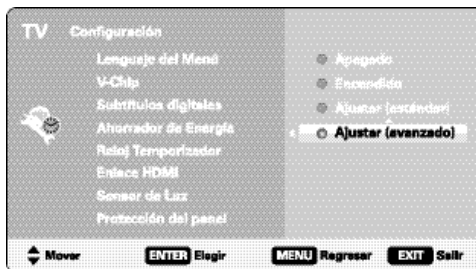 TV Configuración
Lenguaje del Menú
V-Chip
Subtítulos digitales
Ahorrador de Energía
Reloj Temporizador
Enlace HDMI
Sensor de Luz
Protección del panel
Apagado
Encendido
Ajustar (estándar)
Ajustar (avanzado)
Mover ENTER Elegir MENU Regresar EXIT Salir